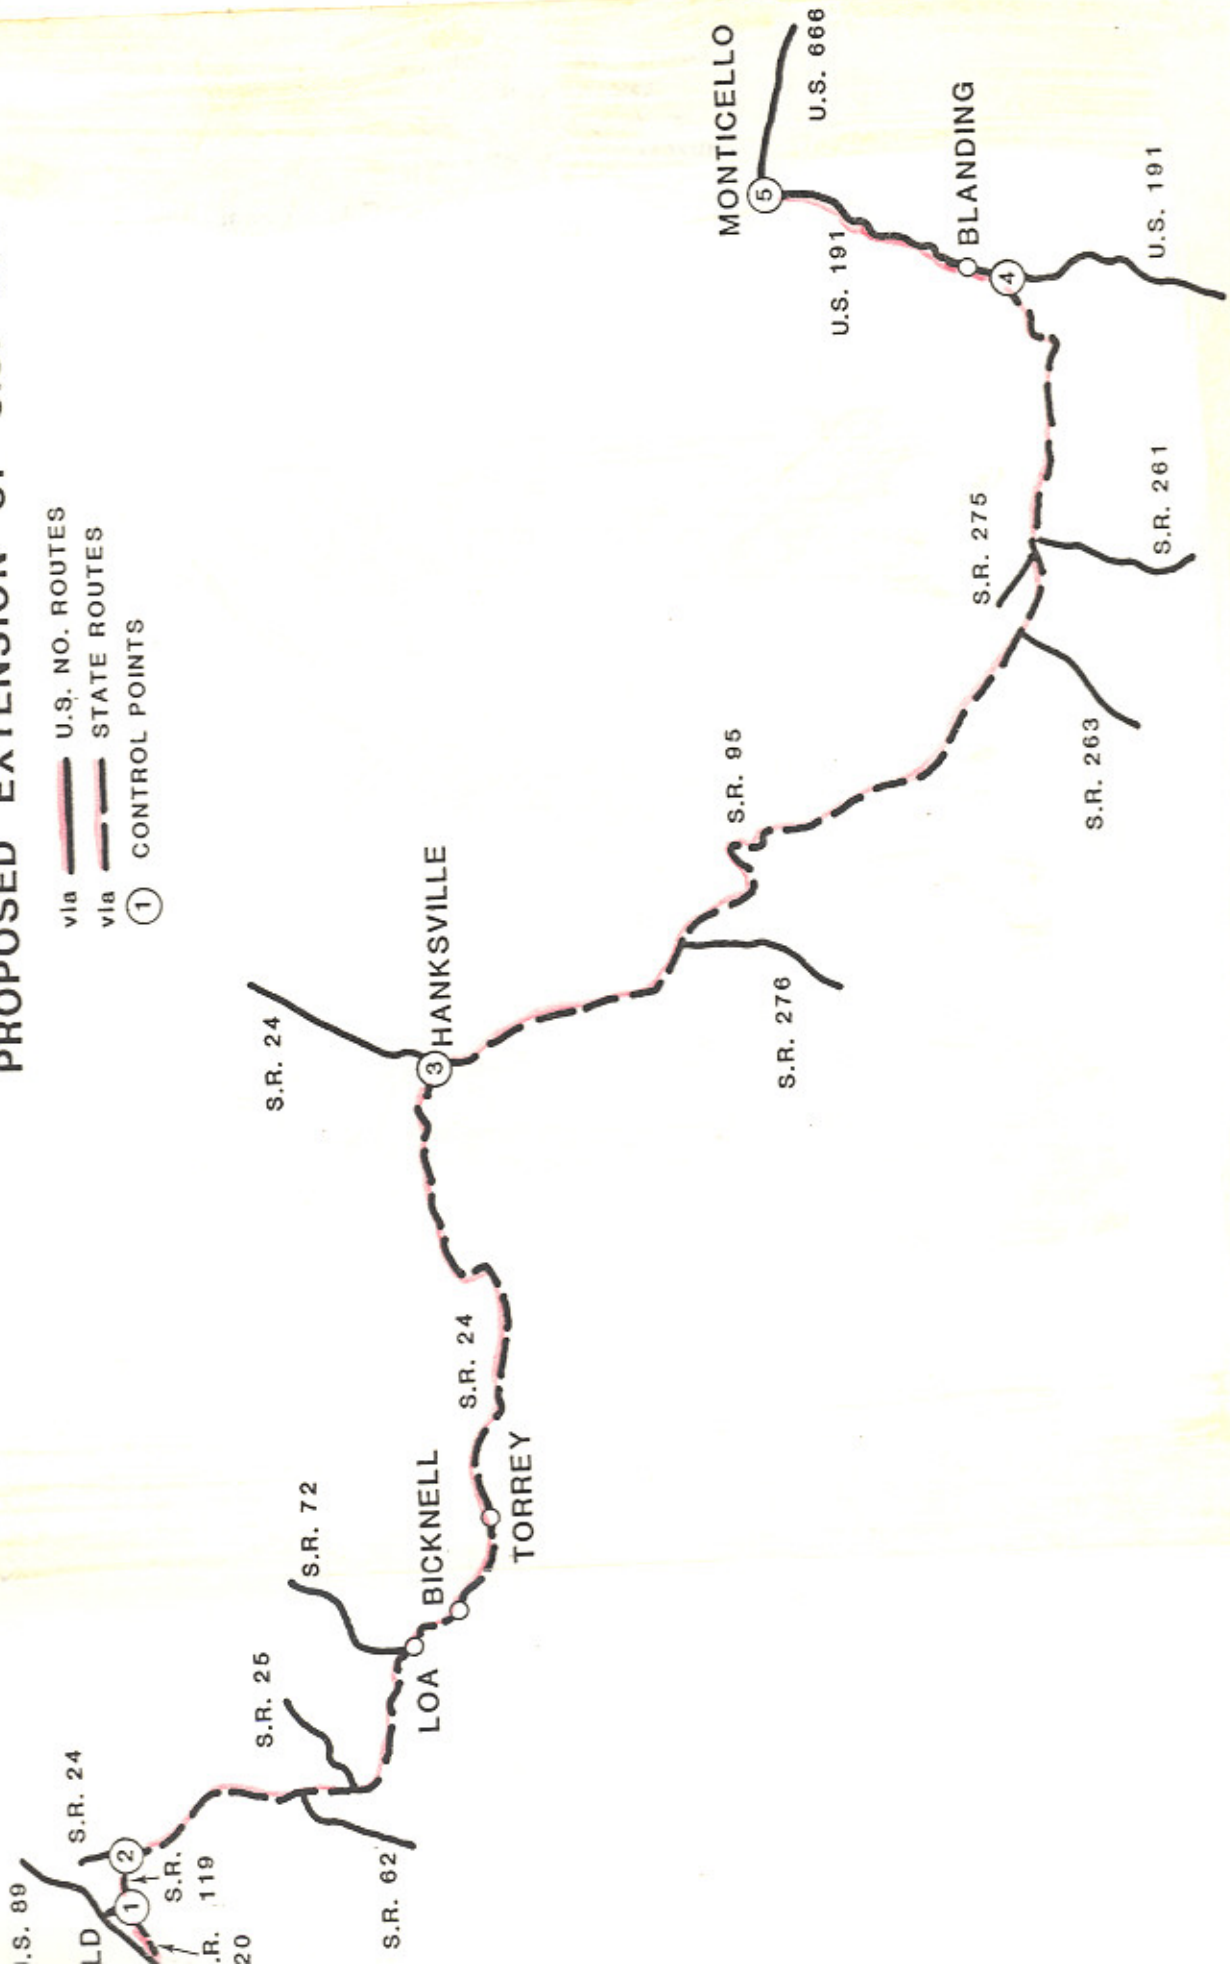 PROPOSED EXTENSION OF
via U.S. NO. ROUTES
via STATE ROUTES
1 CONTROL POINTS
.S. 89
LD
1
.R.
20
S.R.
119
2
S.R. 24
S.R. 62
S.R. 25
S.R. 72
LOA
BICKNELL
TORREY
S.R. 24
3
HANKSVILLE
S.R. 24
S.R. 276
S.R. 95
S.R. 263
S.R. 275
S.R. 261
4
BLANDING
U.S. 191
U.S. 191
5
MONTICELLO
U.S. 666